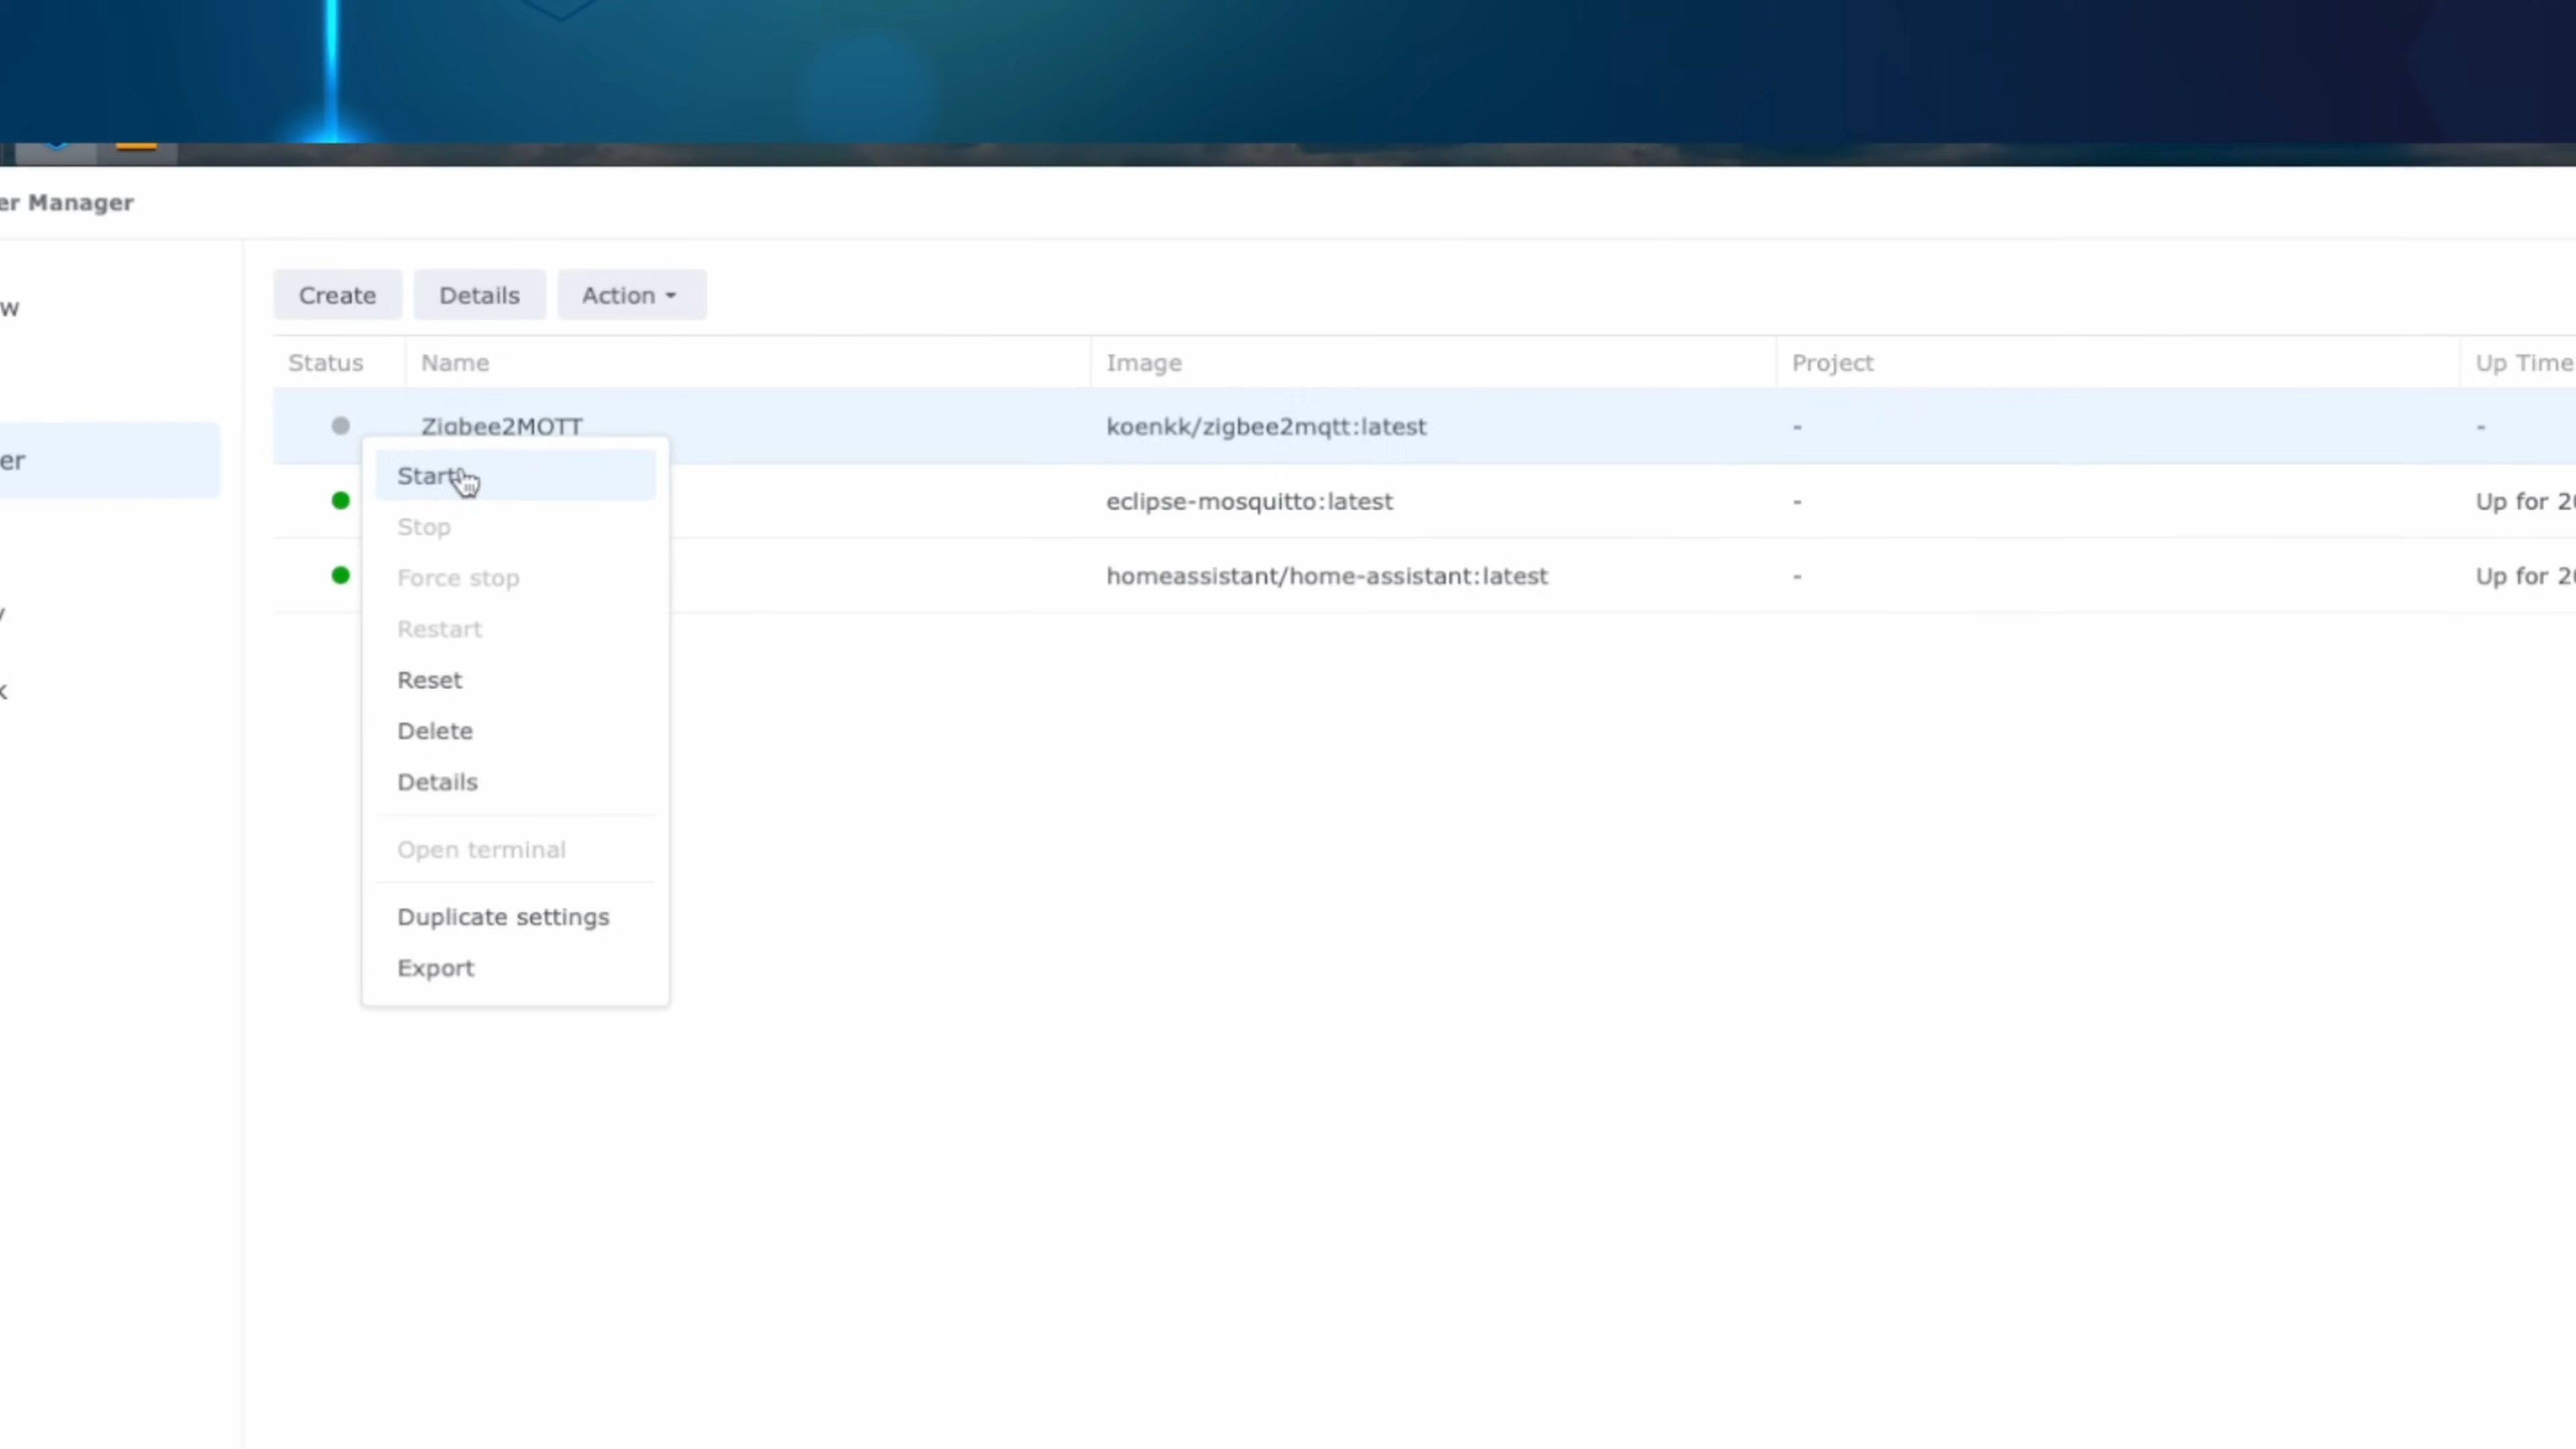 er Manager
w
Create Details Action
Status Name Image Project Up Time
Zigbee2MQTT koenkk/zigbee2mqtt:latest - -
er
Start
eclipse-mosquitto:latest - Up for 2
Stop
Force stop
homeassistant/home-assistant:latest - Up for 2
Restart
Reset
k
Delete
Details
Open terminal
Duplicate settings
Export